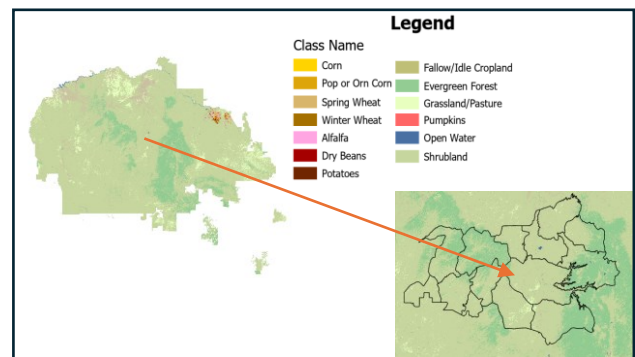 Legend
Class Name
Corn
Pop or Orn Corn
Spring Wheat
Winter Wheat
Alfalfa
Dry Beans
Potatoes
Fallow/Idle Cropland
Evergreen Forest
Grassland/Pasture
Pumpkins
Open Water
Shrubland